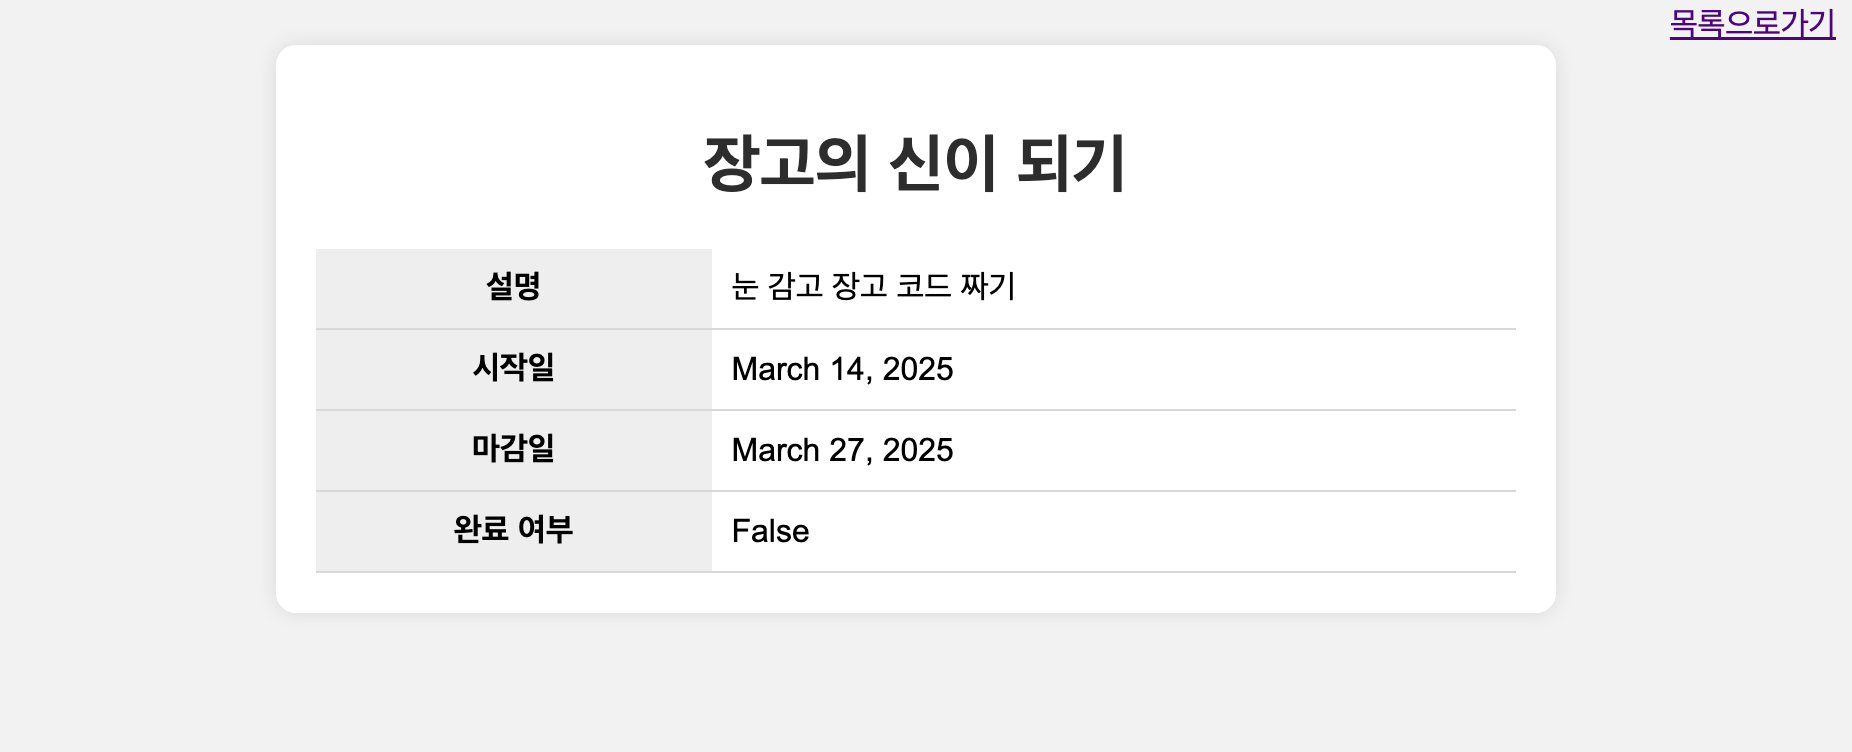 목록으로가기
장고의 신이 되기
설명 눈 감고 장고 코드 짜기
시작일 March 14, 2025
마감일 March 27, 2025
완료 여부 False